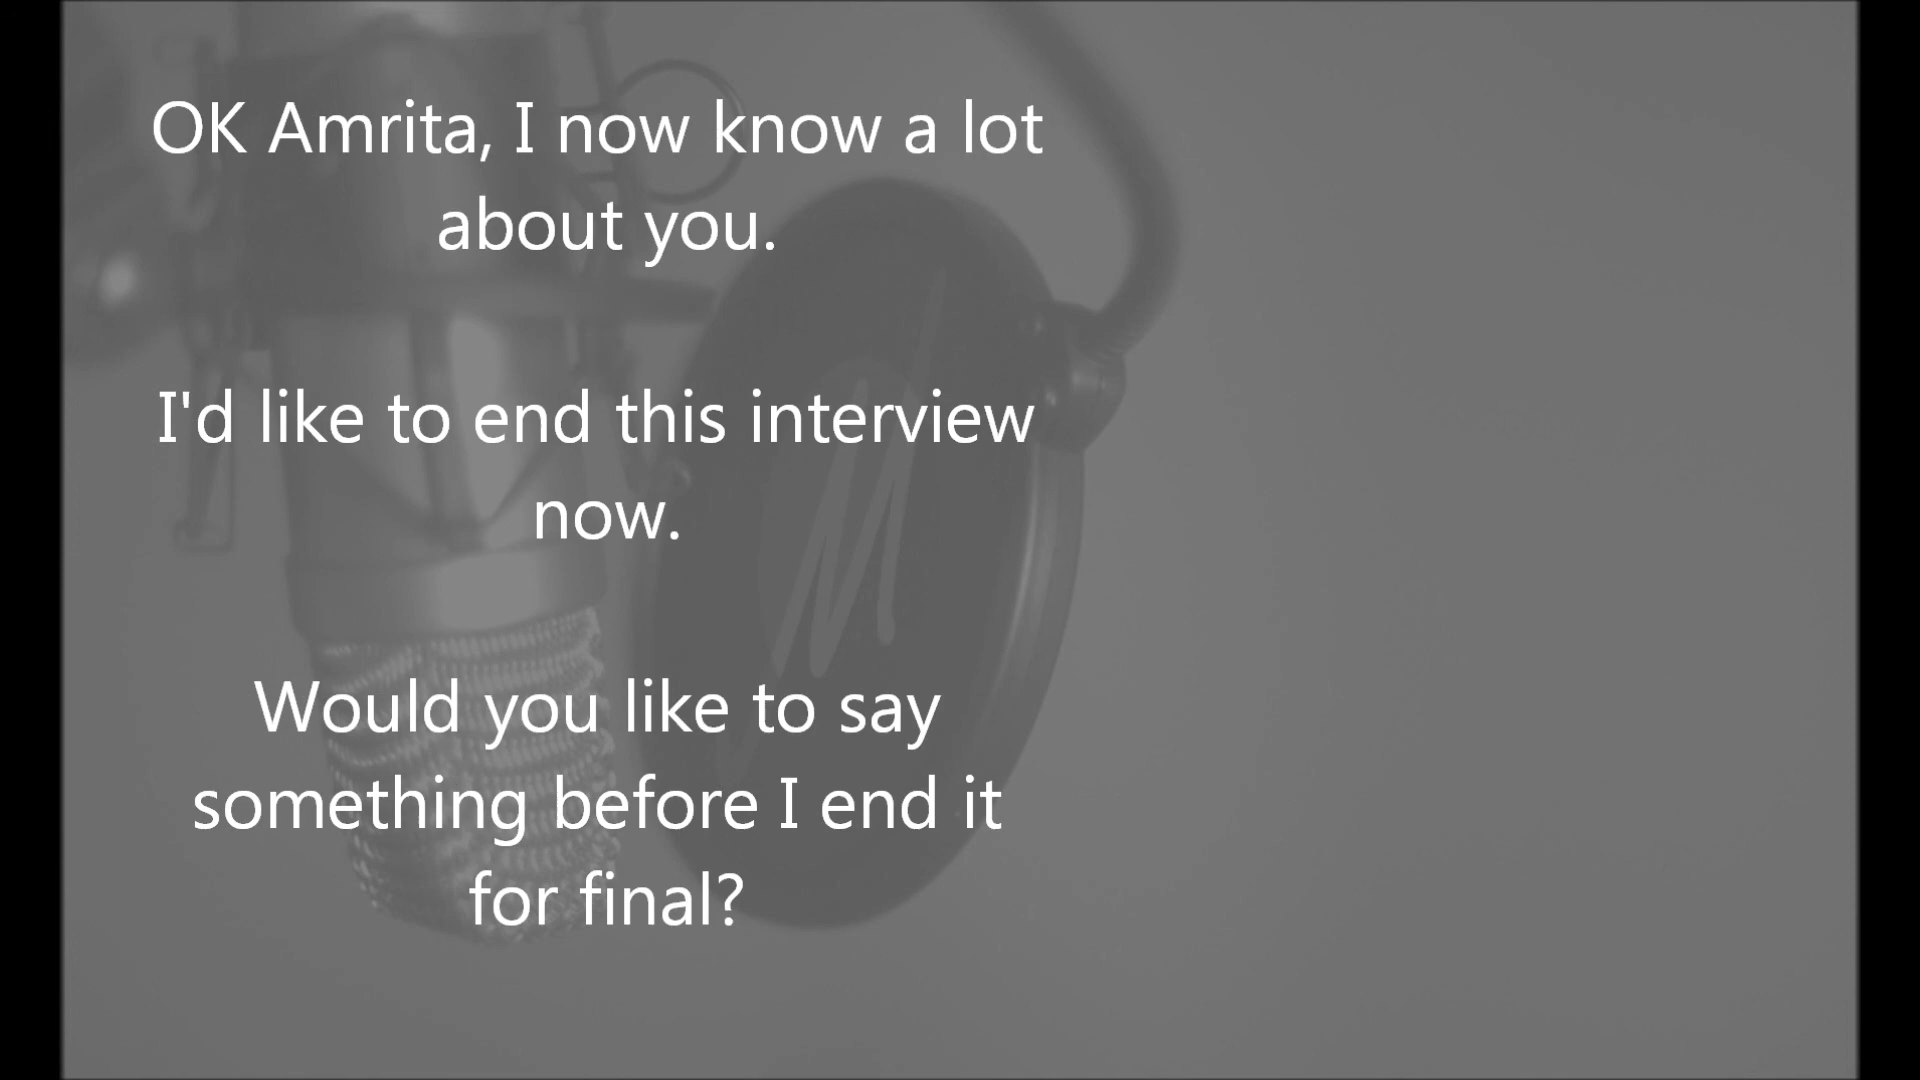 OK Amrita, I now know a lot
about you.
I'd like to end this interview
now.
Would you like to say
something before I end it
for final?